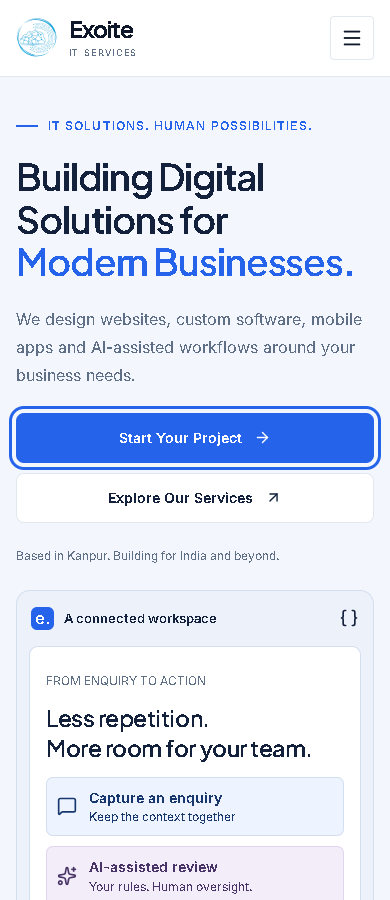 Exoite
IT SERVICES
IT SOLUTIONS. HUMAN POSSIBILITIES.
Building Digital
Solutions for
Modern Businesses.
We design websites, custom software, mobile
apps and AI-assisted workflows around your
business needs.
Start Your Project →
Explore Our Services ↗
Based in Kanpur. Building for India and beyond.
e. A connected workspace {}
FROM ENQUIRY TO ACTION
Less repetition.
More room for your team.
Capture an enquiry
Keep the context together
AI-assisted review
Your rules. Human oversight.